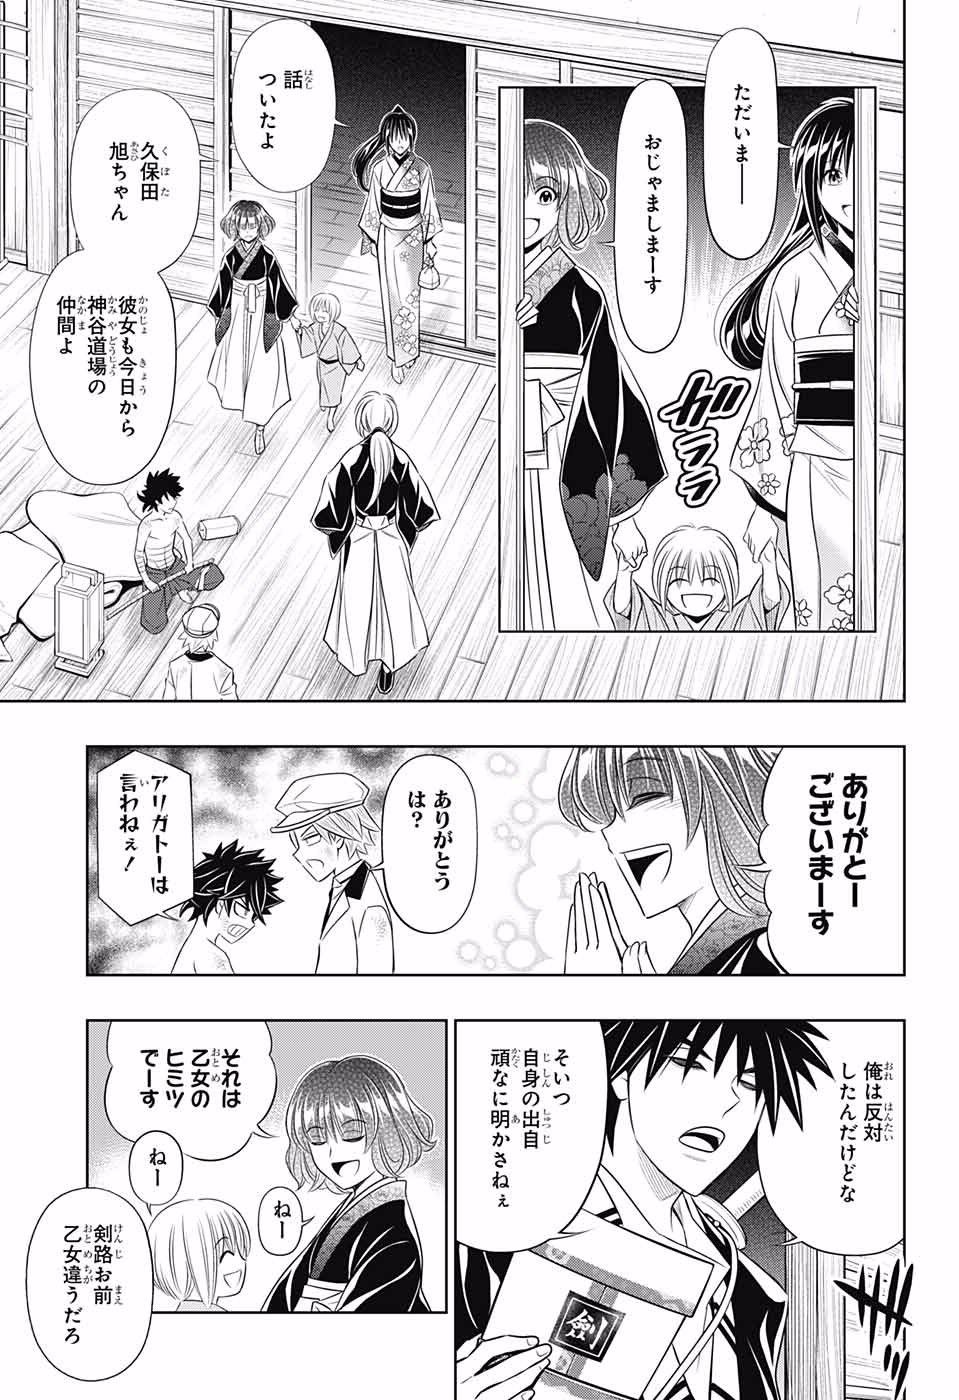 ただいまー
おじゃましまーす
ガラララ
話
ついたよ
久保田
旭ちゃん
彼女も今日から
神谷道場の
仲間よ
ありがとー
ございまーす
ありがとう
は？
アリガトーは
言わねぇ！
俺は反対
したんだけどな
そいつ
自身の出自
頑なに明かさねぇ
劍
それは
乙女の
ヒミツ
でーす
ねー
ねー
剣路お前
乙女違うだろ